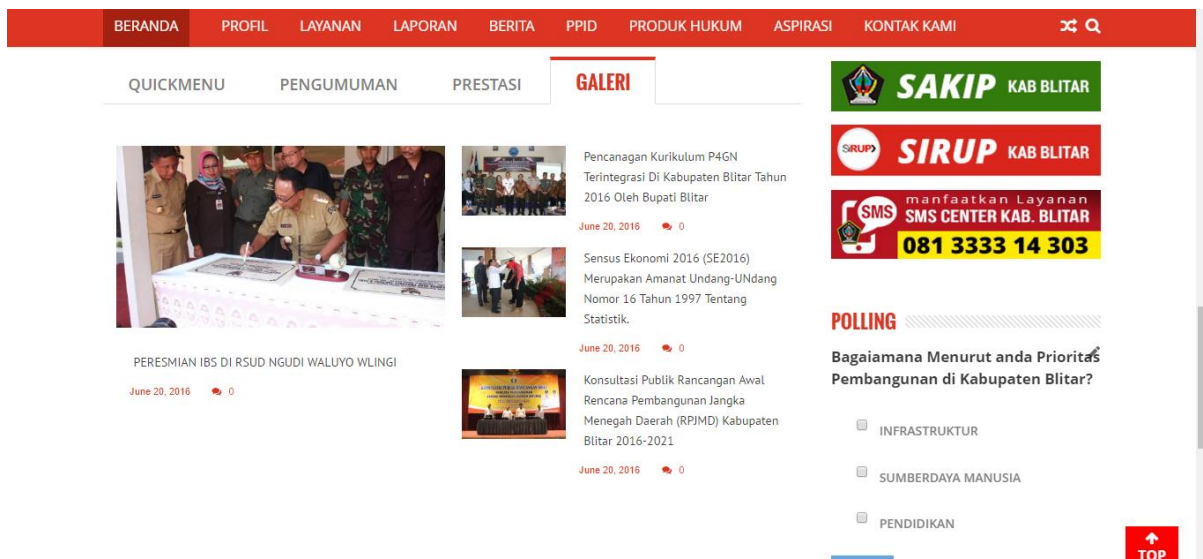 BERANDA PROFIL LAYANAN LAPORAN BERITA PPID PRODUK HUKUM ASPIRASI KONTAK KAMI
QUICKMENU PENGUMUMAN PRESTASI GALERI
PERESMIAN IBS DI RSUD NGUDI WALUYO WLINGI
June 20, 2016 0
Pencanagan Kurikulum P4GN
Terintegrasi Di Kabupaten Blitar Tahun
2016 Oleh Bupati Blitar
June 20, 2016 0
Sensus Ekonomi 2016 (SE2016)
Merupakan Amanat Undang-UNdang
Nomor 16 Tahun 1997 Tentang
Statistik.
June 20, 2016 0
Konsultasi Publik Rancangan Awal
Rencana Pembangunan Jangka
Menegah Daerah (RPJMD) Kabupaten
Blitar 2016-2021
June 20, 2016 0
SAKIP KAB BLITAR
SIRUP SIRUP KAB BLITAR
manfaatkan Layanan
SMS SMS CENTER KAB. BLITAR
081 3333 14 303
POLLING
Bagaiamana Menurut anda Prioritas
Pembangunan di Kabupaten Blitar?
INFRASTRUKTUR
SUMBERDAYA MANUSIA
PENDIDIKAN
TOP